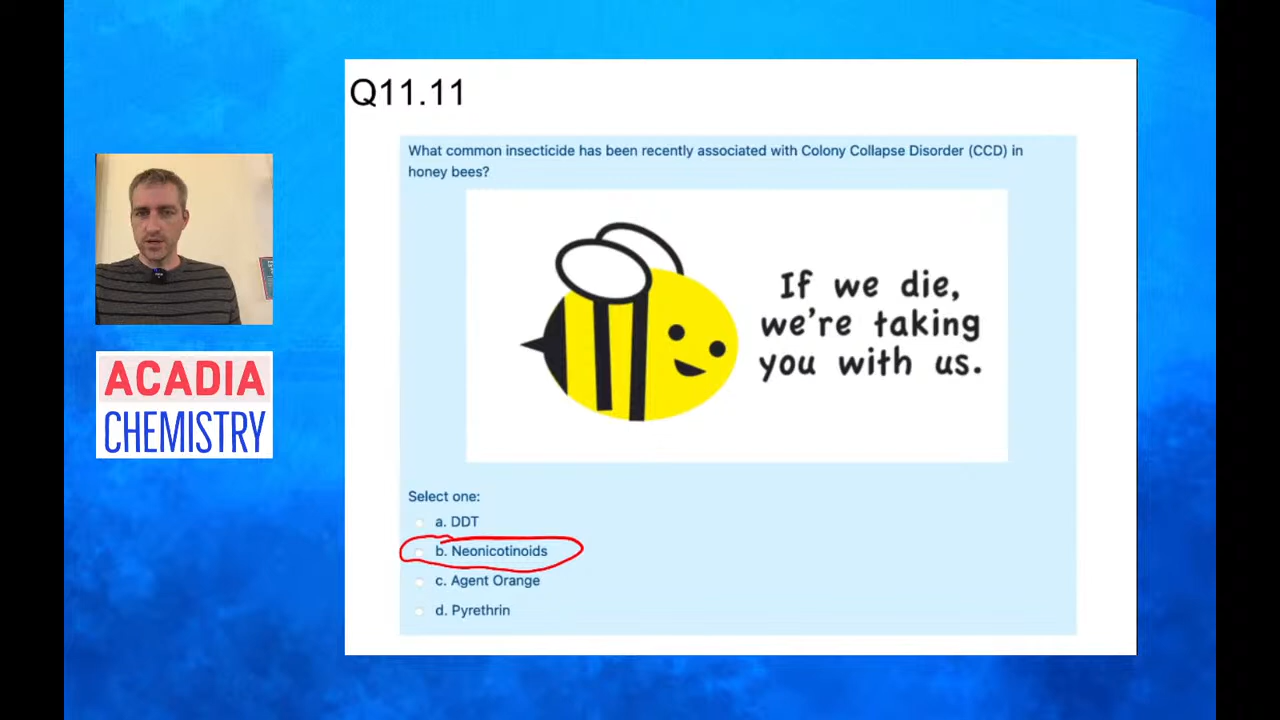 Q11.11
What common insecticide has been recently associated with Colony Collapse Disorder (CCD) in
honey bees?
If we die,
we're taking
you with us.
ACADIA
CHEMISTRY
Select one:
a. DDT
b. Neonicotinoids
c. Agent Orange
d. Pyrethrin